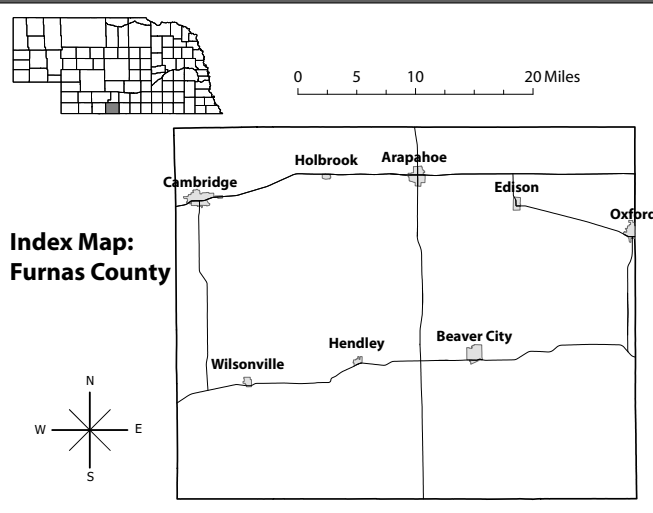 0 5 10 20 Miles
Holbrook Arapahoe
Cambridge
Edison
Oxford
Index Map:
Furnas County
Hendley Beaver City
Wilsonville
N
W E
S